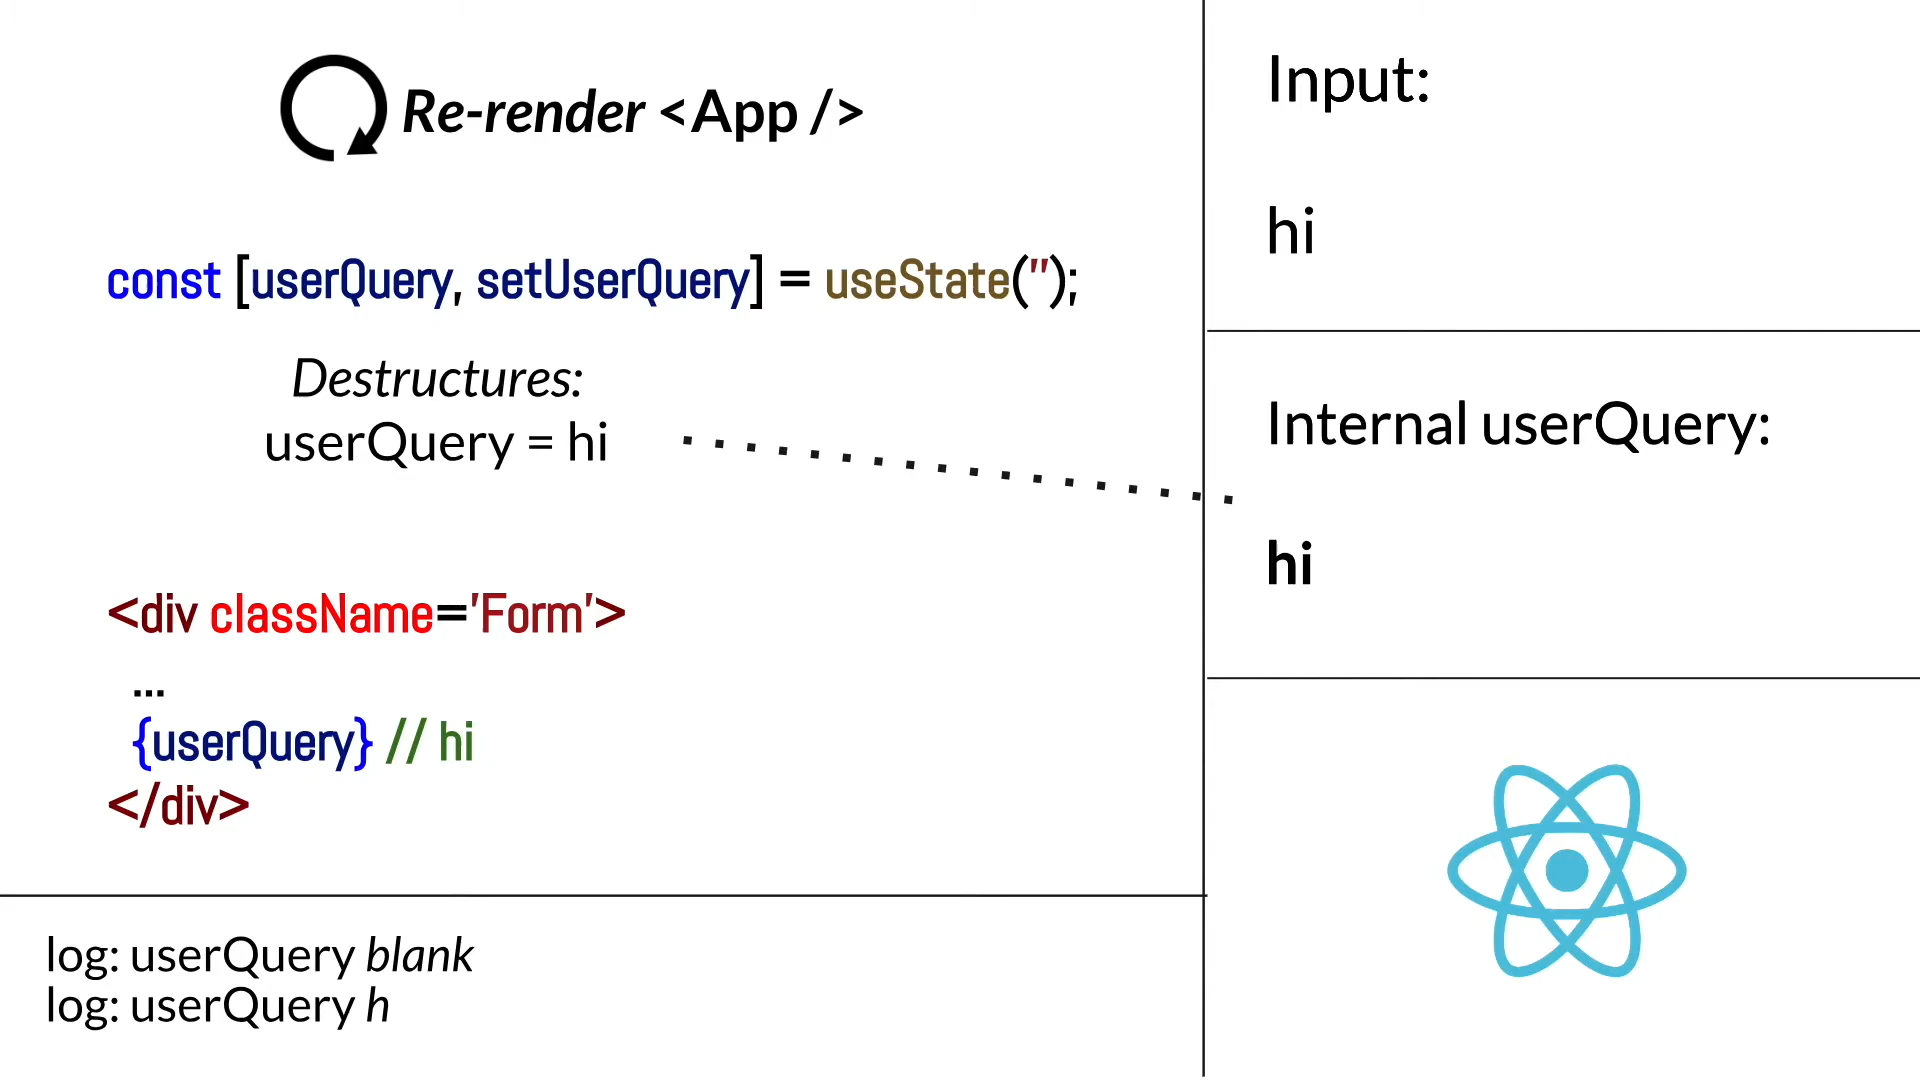 Re-render <App />
const [userQuery, setUserQuery] = useState('');
Destructures:
userQuery = hi
<div className='Form'>
...
{userQuery} // hi
</div>
log: userQuery blank
log: userQuery h
Input:
hi
Internal userQuery:
hi